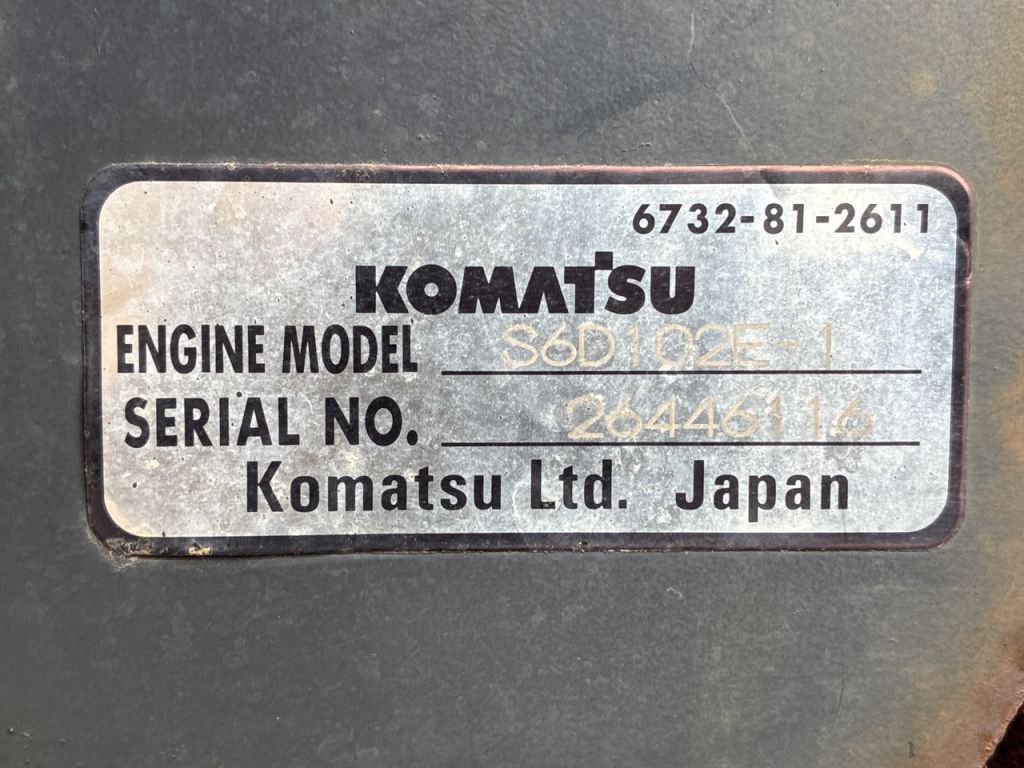 6732-81-2611
KOMATSU
ENGINE MODEL S6D102E-1
SERIAL NO. 26446116
Komatsu Ltd. Japan